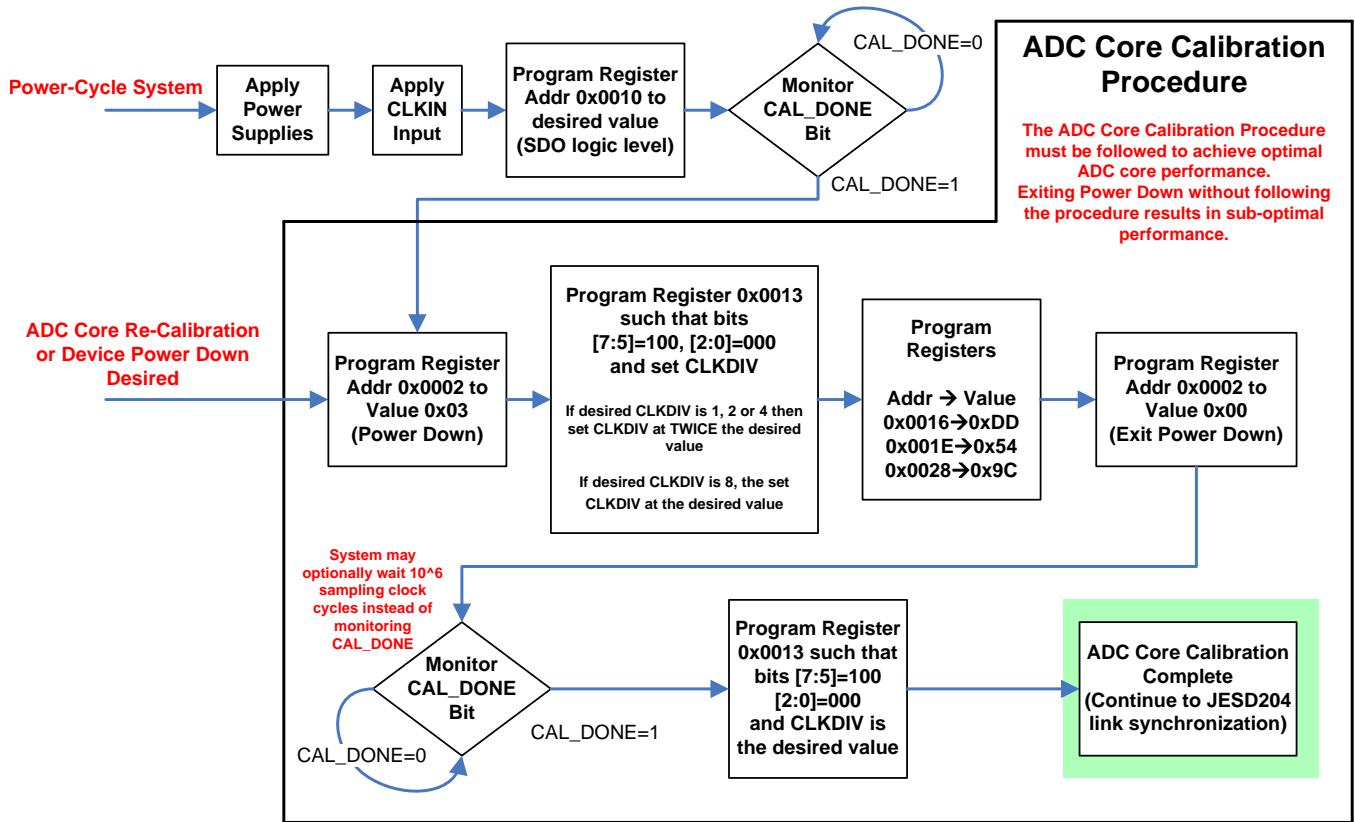 Power-Cycle System
Apply
Power
Supplies
Apply
CLKIN
Input
Program Register
Addr 0x0010 to
desired value
(SDO logic level)
Monitor
CAL_DONE
Bit
CAL_DONE=0
CAL_DONE=1
ADC Core Calibration
Procedure
The ADC Core Calibration Procedure
must be followed to achieve optimal
ADC core performance.
Exiting Power Down without following
the procedure results in sub-optimal
performance.
ADC Core Re-Calibration
or Device Power Down
Desired
Program Register
Addr 0x0002 to
Value 0x03
(Power Down)
Program Register 0x0013
such that bits
[7:5]=100, [2:0]=000
and set CLKDIV
If desired CLKDIV is 1, 2 or 4 then
set CLKDIV at TWICE the desired
value
If desired CLKDIV is 8, the set
CLKDIV at the desired value
Program
Registers
Addr → Value
0x0016→0xDD
0x001E→0x54
0x0028→0x9C
Program Register
Addr 0x0002 to
Value 0x00
(Exit Power Down)
System may
optionally wait 10^6
sampling clock
cycles instead of
monitoring
CAL_DONE
Monitor
CAL_DONE
Bit
CAL_DONE=0
CAL_DONE=1
Program Register
0x0013 such that
bits [7:5]=100
[2:0]=000
and CLKDIV is
the desired value
ADC Core Calibration
Complete
(Continue to JESD204
link synchronization)